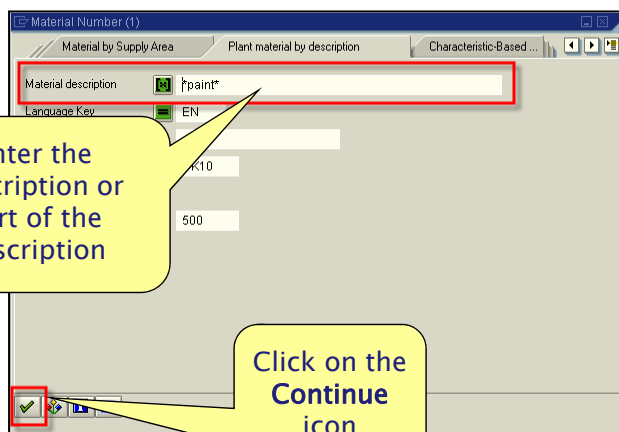 Material Number (1)
Material by Supply Area Plant material by description Characteristic-Based ...
Material description *paint*
Language Key EN
K10
500
nter the
cription or
rt of the
scription
Click on the
Continue
icon